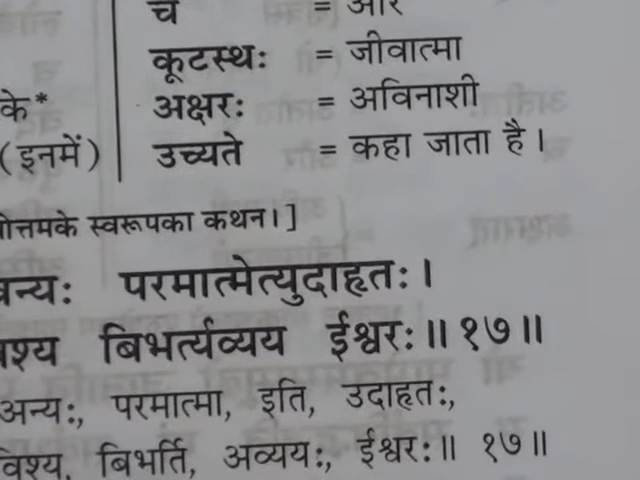 च = और
कूटस्थः = जीवात्मा
के* अक्षरः = अविनाशी
(इनमें) उच्यते = कहा जाता है।
त्तमके स्वरूपका कथन।]
न्यः परमात्मेत्युदाहृतः।
श्य बिभर्त्यव्यय ईश्वरः॥ १७॥
अन्यः, परमात्मा, इति, उदाहृतः,
विश्य, बिभर्ति, अव्ययः, ईश्वरः॥ १७॥